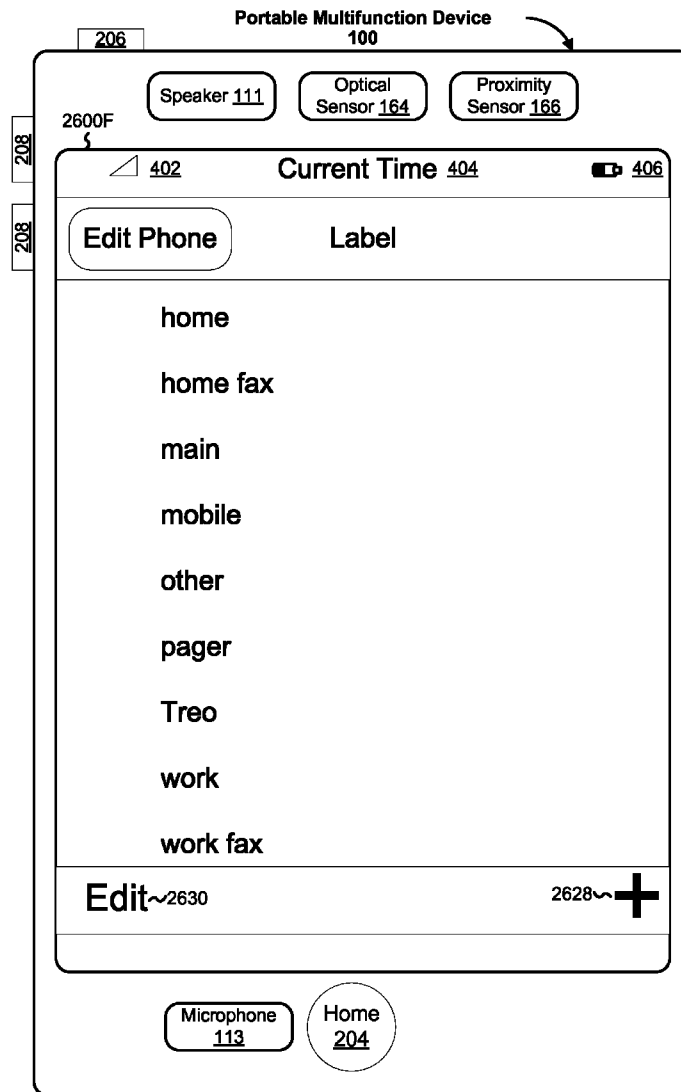 Portable Multifunction Device
100
206
Speaker 111
Optical
Sensor 164
Proximity
Sensor 166
2600F
208
208
402
Current Time 404
406
Edit Phone
Label
home
home fax
main
mobile
other
pager
Treo
work
work fax
Edit 2630
2628
Microphone
113
Home
204